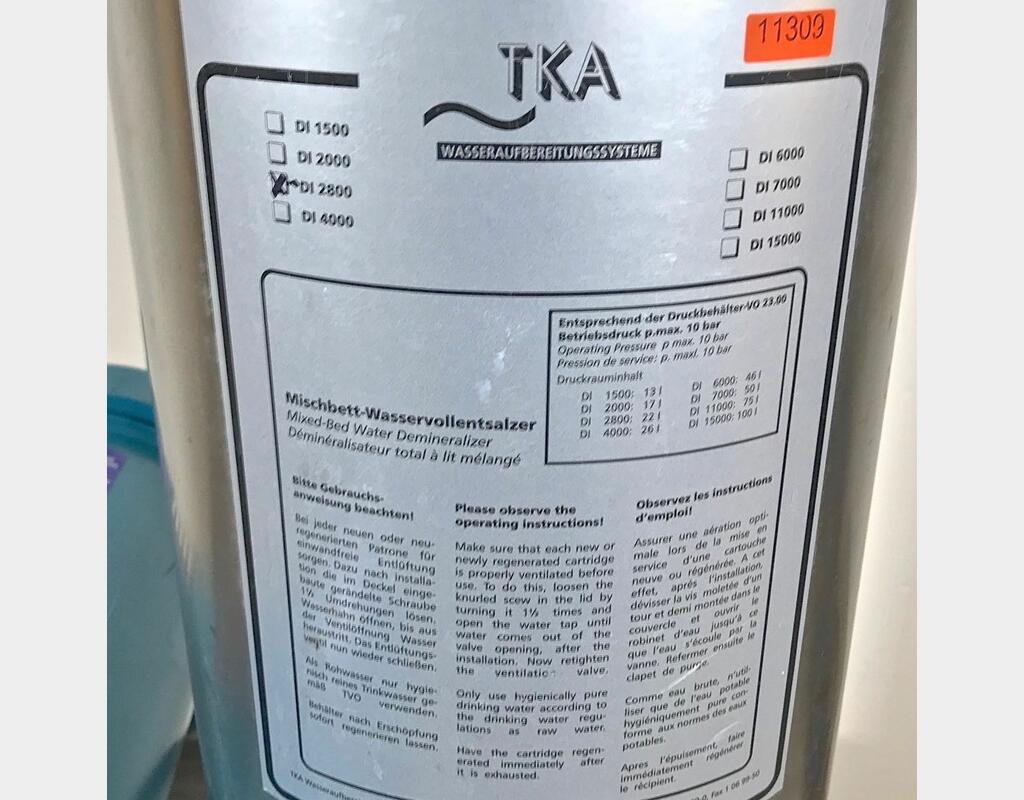 11309
TKA
WASSERAUFBEREITUNGSSYSTEME
DI 1500
DI 2000
DI 2800
DI 4000
DI 6000
DI 7000
DI 11000
DI 15000
Entsprechend der Druckbehälter-VO 23.00
Betriebsdruck p.max. 10 bar
Operating Pressure p max. 10 bar
Pression de service: p. maxl. 10 bar
Druckrauminhalt
DI 1500: 13 l
DI 2000: 17 l
DI 2800: 22 l
DI 4000: 26 l
DI 6000: 46 l
DI 7000: 50 l
DI 11000: 75 l
DI 15000: 100 l
Mischbett-Wasservollentsalzer
Mixed-Bed Water Demineralizer
Déminéralisateur total à lit mélangé
Bitte Gebrauchs-
anweisung beachten!
Bei jeder neuen oder neu-
regenerierten Patrone für
einwandfreie Entlüftung
sorgen. Dazu nach Installa-
tion die im Deckel einge-
baute gerändelte Schraube
1½ Umdrehungen lösen,
Wasserhahn öffnen, bis aus
der Ventilöffnung Wasser
heraustritt. Das Entlüftungs-
ventil nun wieder schließen.
Als Rohwasser nur hygie-
nisch reines Trinkwasser ge-
mäß TVO verwenden.
Behälter nach Erschöpfung
sofort regenerieren lassen.
Please observe the
operating instructions!
Make sure that each new or
newly regenerated cartridge
is properly ventilated before
use. To do this, loosen the
knurled scew in the lid by
turning it 1½ times and
open the water tap until
water comes out of the
valve opening, after the
installation. Now retighten
the ventilatic valve.
Only use hygienically pure
drinking water according to
the drinking water regu-
lations as raw water.
Have the cartridge regen-
erated immediately after
it is exhausted.
Observez les instructions
d'emploi!
Assurer une aération opti-
male lors de la mise en
service d'une cartouche
neuve ou régénérée. A cet
effet, après l'installation,
dévisser la vis moletée d'un
tour et demi montée dans le
couvercle et ouvrir le
robinet d'eau jusqu'à ce
que l'eau s'écoule par la
vanne. Refermer ensuite le
clapet de purge.
Comme eau brute, n'util-
liser que de l'eau potable
hygiéniquement pure con-
forme aux normes des eaux
potables.
Apres l'épuisement, faire
immédiatement régénérer
le récipient.
TKA Wasseraufber
0, Fax 1 06 99-50